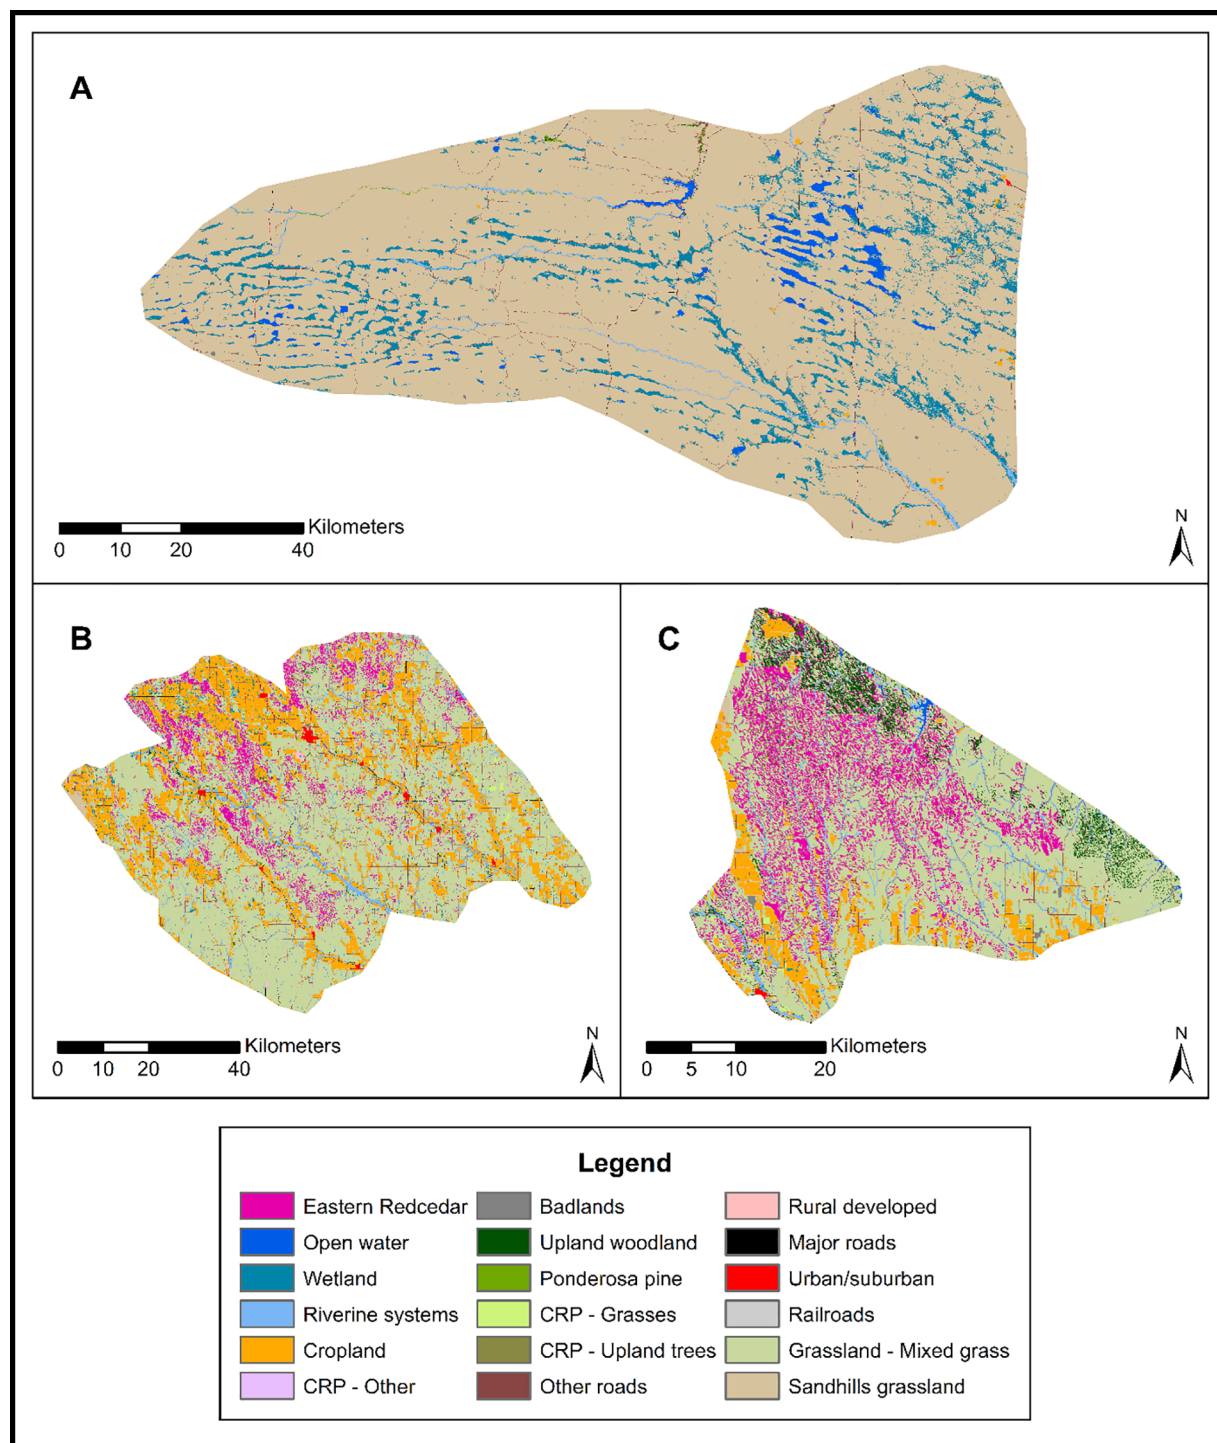 A
Kilometers
0 10 20 40
N
B
Kilometers
0 10 20 40
N
C
Kilometers
0 5 10 20
N
Legend
Eastern Redcedar Badlands Rural developed
Open water Upland woodland Major roads
Wetland Ponderosa pine Urban/suburban
Riverine systems CRP - Grasses Railroads
Cropland CRP - Upland trees Grassland - Mixed grass
CRP - Other Other roads Sandhills grassland